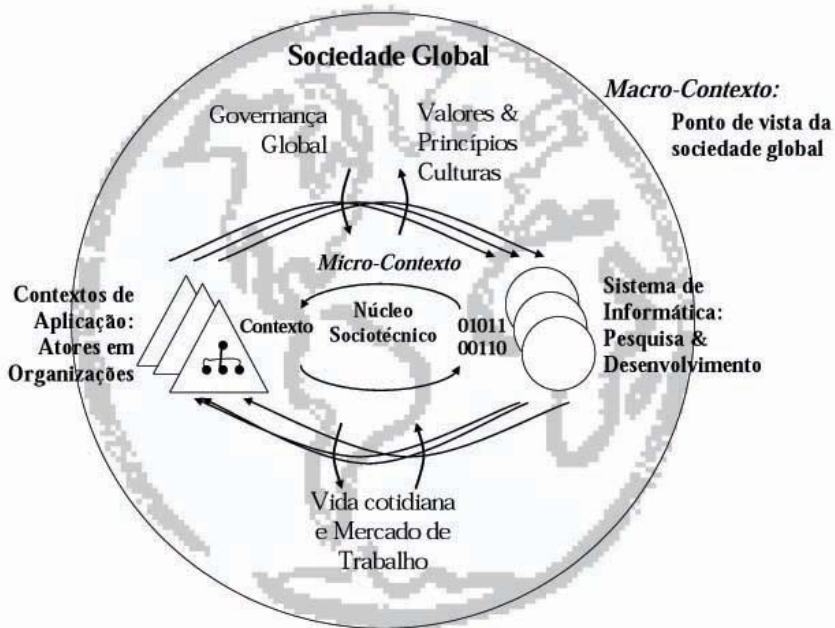 Sociedade Global
Macro-Contexto:
Ponto de vista da
sociedade global
Governança
Global
Valores &
Princípios
Culturas
Micro-Contexto
Contextos de
Aplicação:
Atores em
Organizações
Contexto
Núcleo
Sociotécnico
01011
00110
Sistema de
Informática:
Pesquisa &
Desenvolvimento
Vida cotidiana
e Mercado de
Trabalho